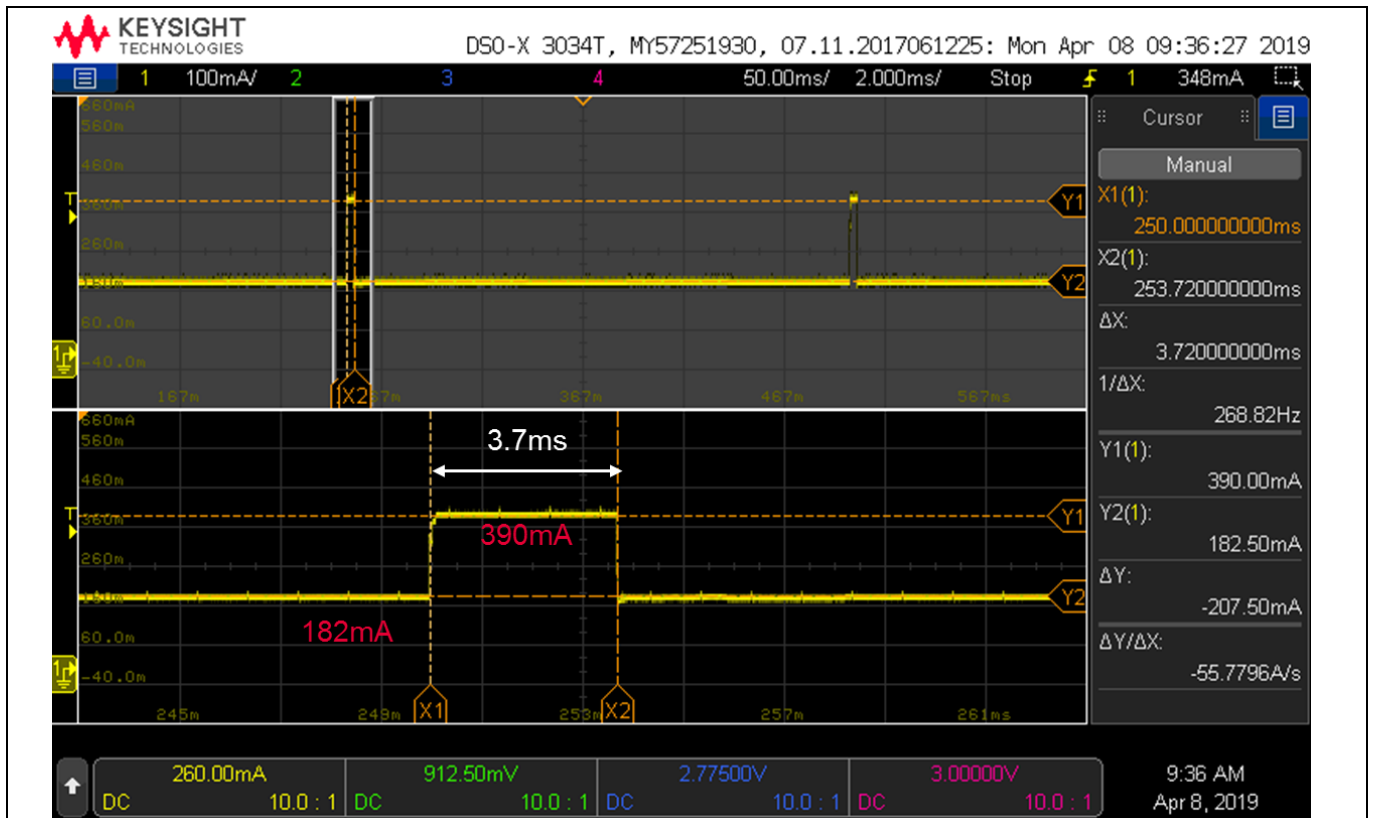 KEYSIGHT
TECHNOLOGIES
DSO-X 3034T, MY57251930, 07.11.2017061225: Mon Apr 08 09:36:27 2019
1 100mA/ 2 3 4 50.00ms/ 2.000ms/ Stop 1 348mA
660mA
560m
460m
T
360m
Y1
260m
Y2
60.0m
1
-40.0m
167m X2 367m 467m 567ms
660mA
560m
3.7ms
460m
T
360m
Y1
390mA
260m
Y2
182mA
60.0m
1
-40.0m
X1 X2
245m 249m 253m 257m 261ms
Cursor
Manual
X1(1):
250.000000000ms
X2(1):
253.720000000ms
ΔX:
3.720000000ms
1/ΔX:
268.82Hz
Y1(1):
390.00mA
Y2(1):
182.50mA
ΔY:
-207.50mA
ΔY/ΔX:
-55.7796A/s
260.00mA 912.50mV 2.77500V 3.00000V 9:36 AM
DC 10.0 : 1 DC 10.0 : 1 DC 10.0 : 1 DC 10.0 : 1 Apr 8, 2019